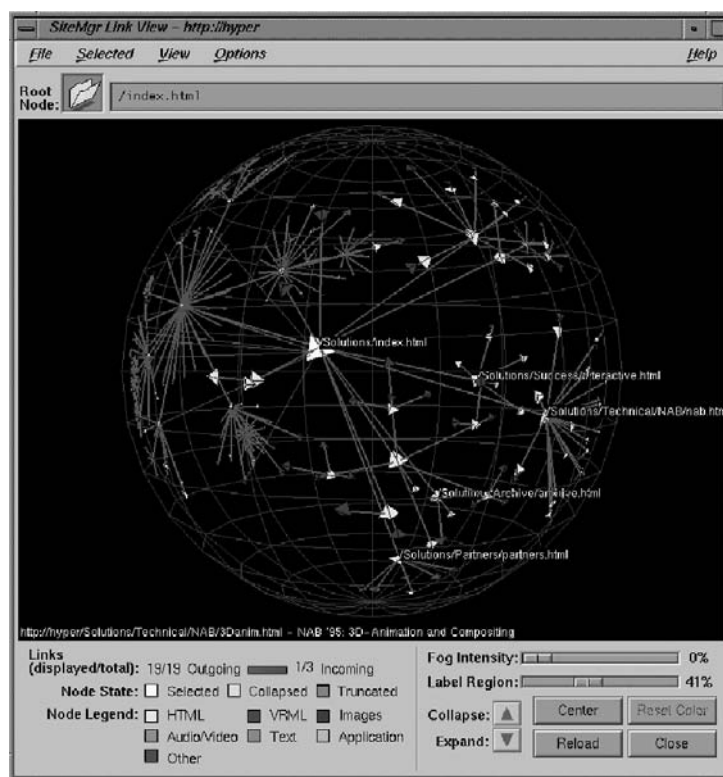 SiteMgr Link View – http://hyper
File Selected View Options Help
Root Node: /index.html
/Solutions/index.html
/Solutions/Success/interactive.html
/Solutions/Technical/NAB/nab.htm
/Solutions/Archive/archive.html
/Solutions/Partners/partners.html
http://hyper/Solutions/Technical/NAB/3Danim.html – NAB '95: 3D-Animation and Compositing
Links
(displayed/total): 19/19 Outgoing 1/3 Incoming
Node State: Selected Collapsed Truncated
Node Legend: HTML VRML Images
Audio/Video Text Application
Other
Fog Intensity: 0%
Label Region: 41%
Collapse: Center Reset Color
Expand: Reload Close